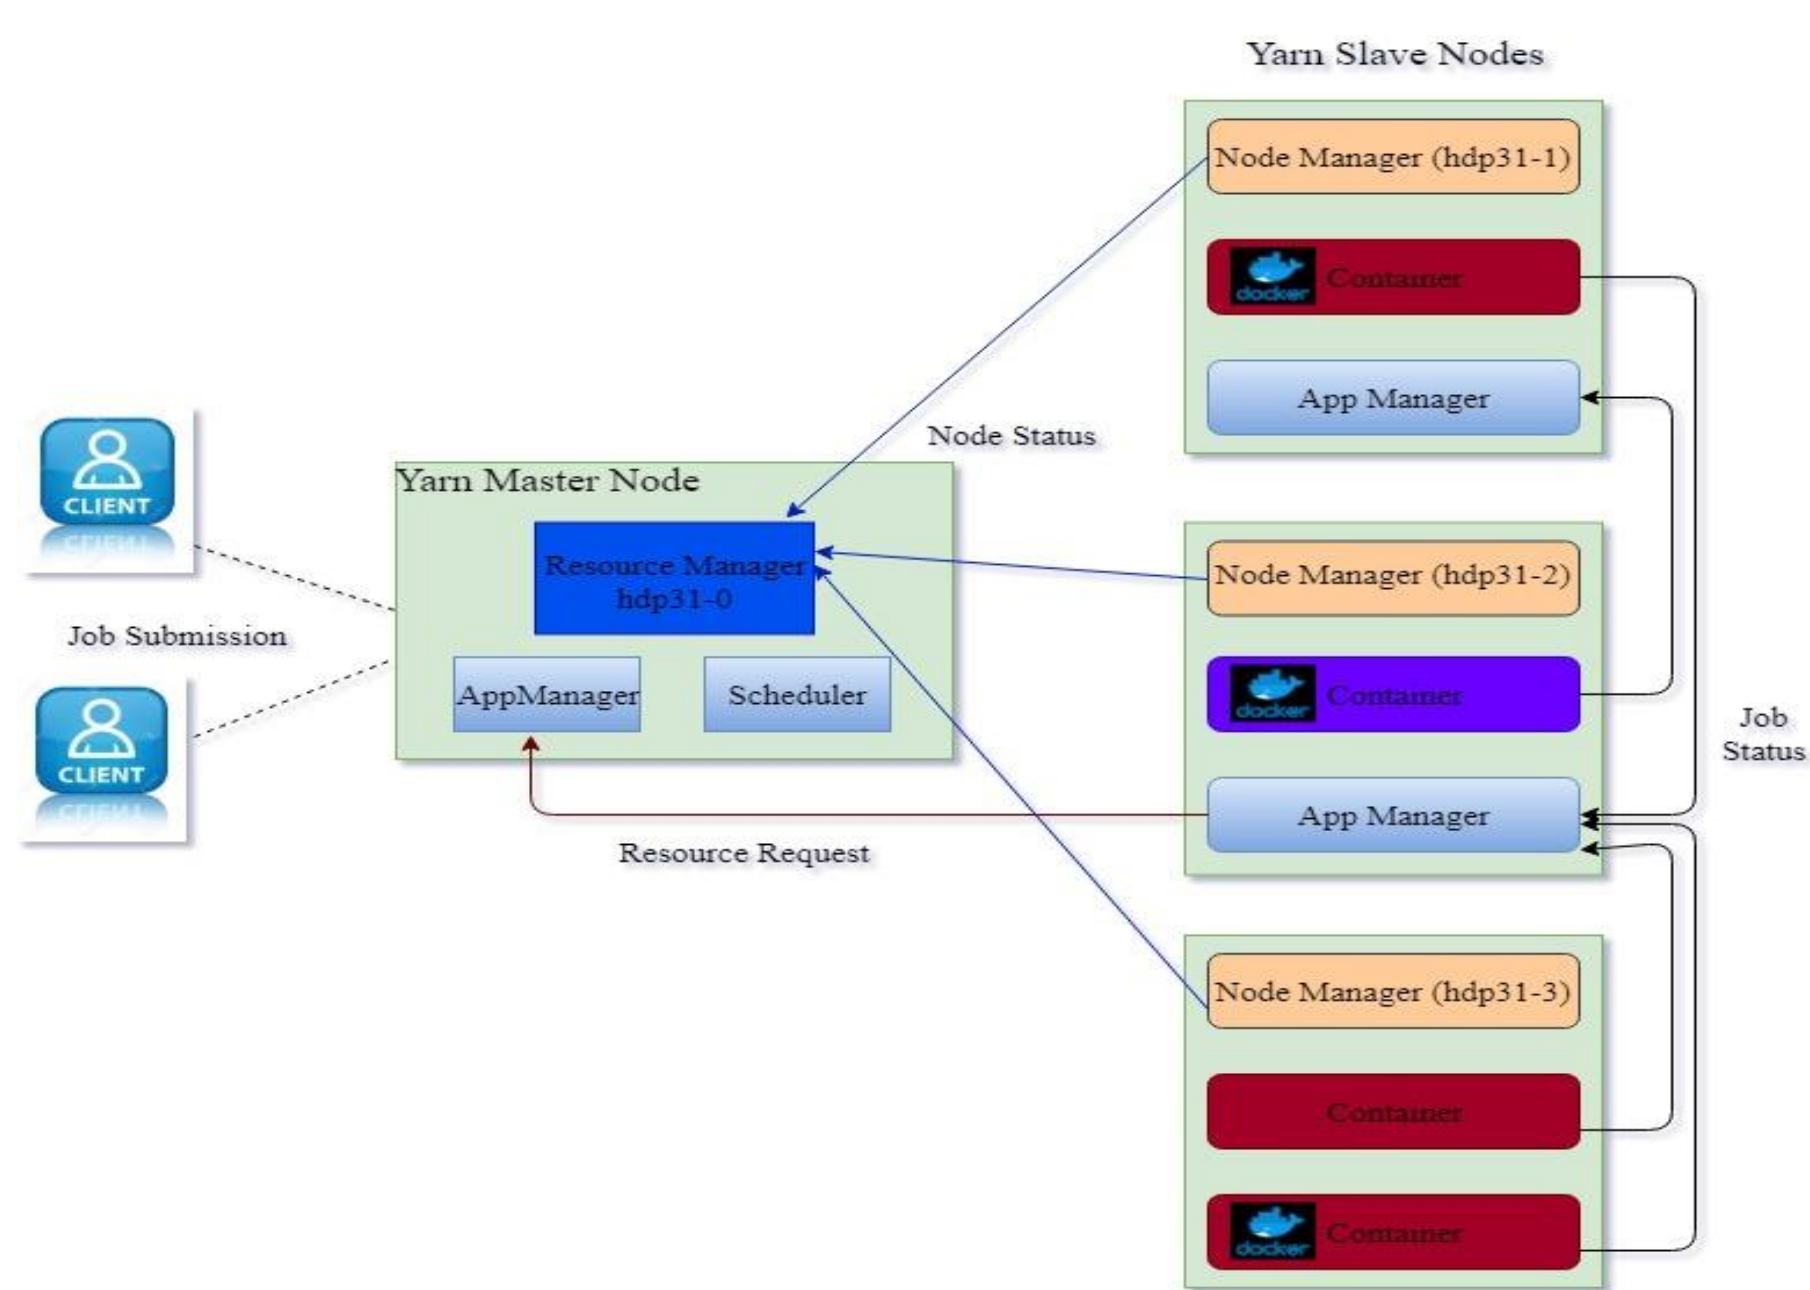 Yarn Slave Nodes
Node Manager (hdp31-1)
docker
Container
App Manager
Node Status
CLIENT
Yarn Master Node
Resource Manager
hdp31-0
Node Manager (hdp31-2)
Job Submission
AppManager
Scheduler
docker
Container
Job
Status
CLIENT
App Manager
Resource Request
Node Manager (hdp31-3)
Container
docker
Container